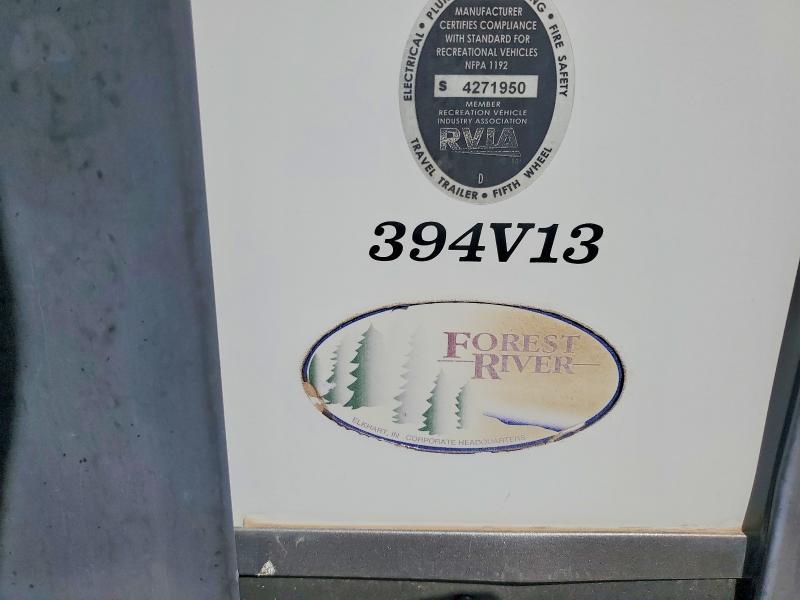 ELECTRICAL • FIRE SAFETY
MANUFACTURER
CERTIFIES COMPLIANCE
WITH STANDARD FOR
RECREATIONAL VEHICLES
NFPA 1192
S 4271950
MEMBER
RECREATION VEHICLE
INDUSTRY ASSOCIATION
RVIA
D
TRAVEL TRAILER • FIFTH WHEEL
394V13
FOREST
RIVER
ELKHART, IN CORPORATE HEADQUARTERS